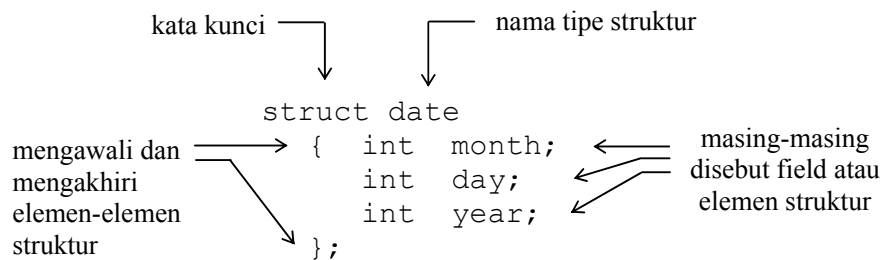 kata kunci
nama tipe struktur
struct date
{ int month;
int day;
int year;
};
mengawali dan
mengakhiri
elemen-elemen
struktur
masing-masing
disebut field atau
elemen struktur